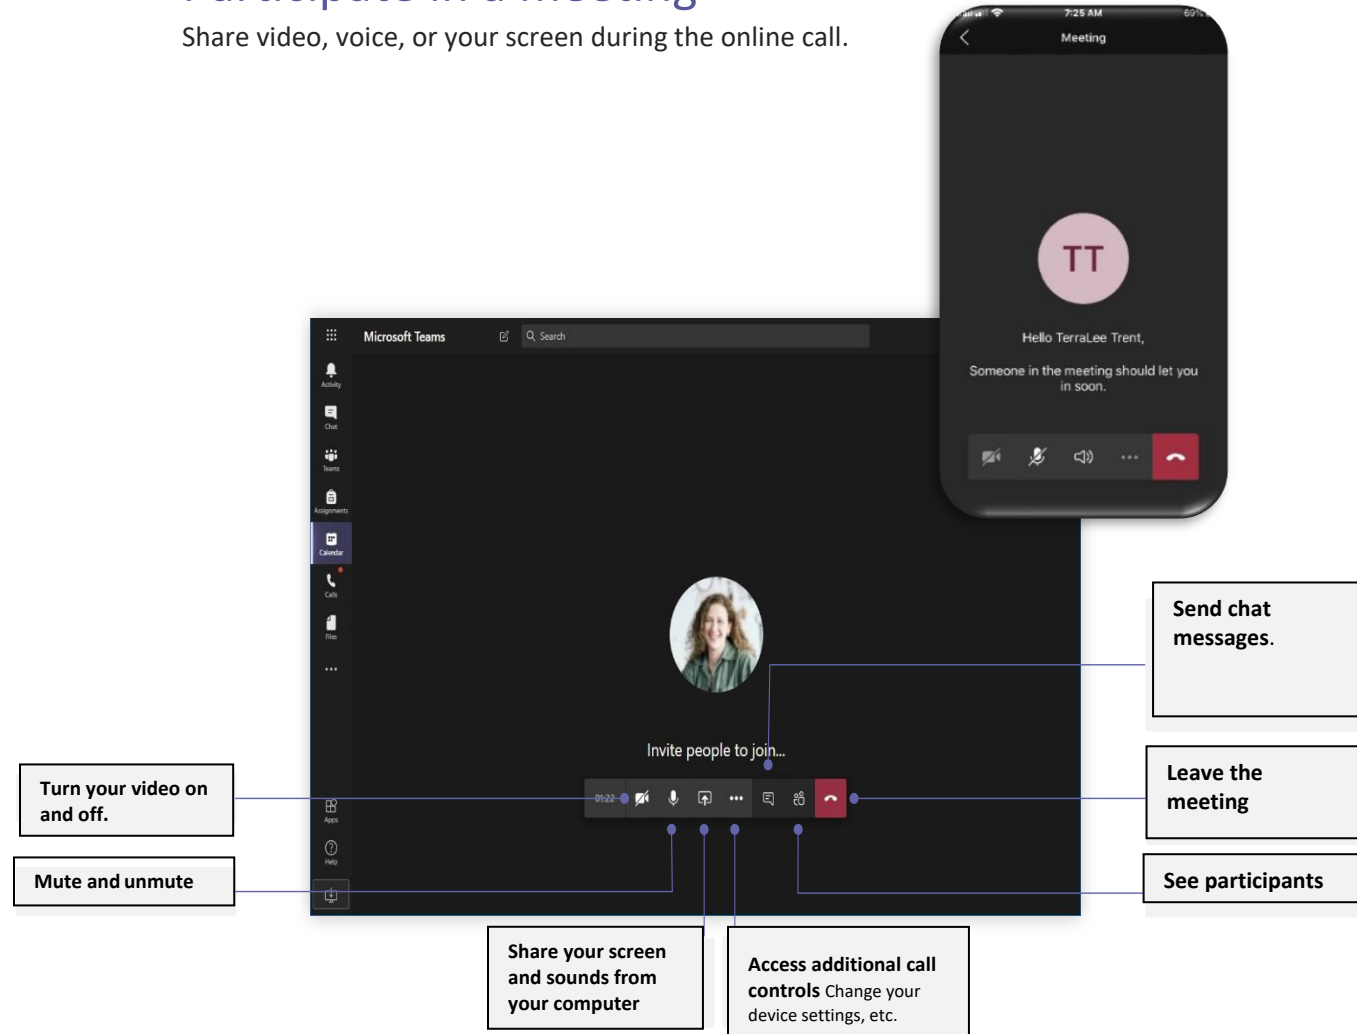 Participate in a meeting
Share video, voice, or your screen during the online call.
7:25 AM
69%
Meeting
TT
Hello TerraLee Trent,
Someone in the meeting should let you
in soon.
Microsoft Teams
Search
Activity
Chat
Teams
Assignments
Calendar
Calls
Files
Apps
Help
Invite people to join...
01:22
Send chat
messages.
Turn your video on
and off.
Leave the
meeting
Mute and unmute
See participants
Share your screen
and sounds from
your computer
Access additional call
controls Change your
device settings, etc.